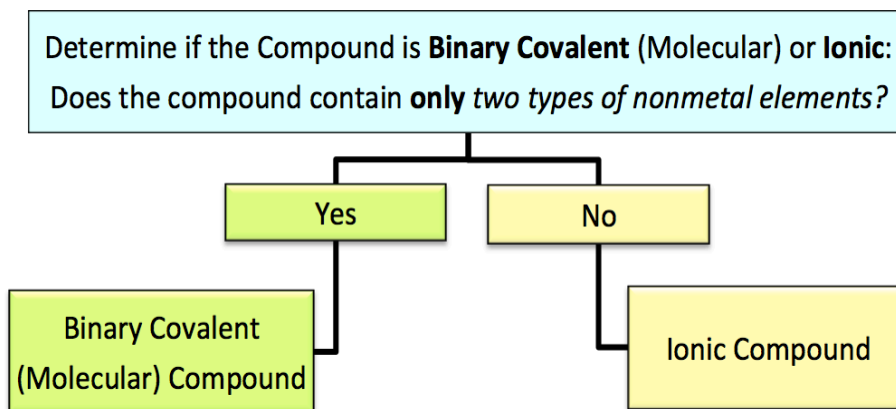 Determine if the Compound is Binary Covalent (Molecular) or Ionic:
Does the compound contain only two types of nonmetal elements?
Yes
No
Binary Covalent
(Molecular) Compound
Ionic Compound